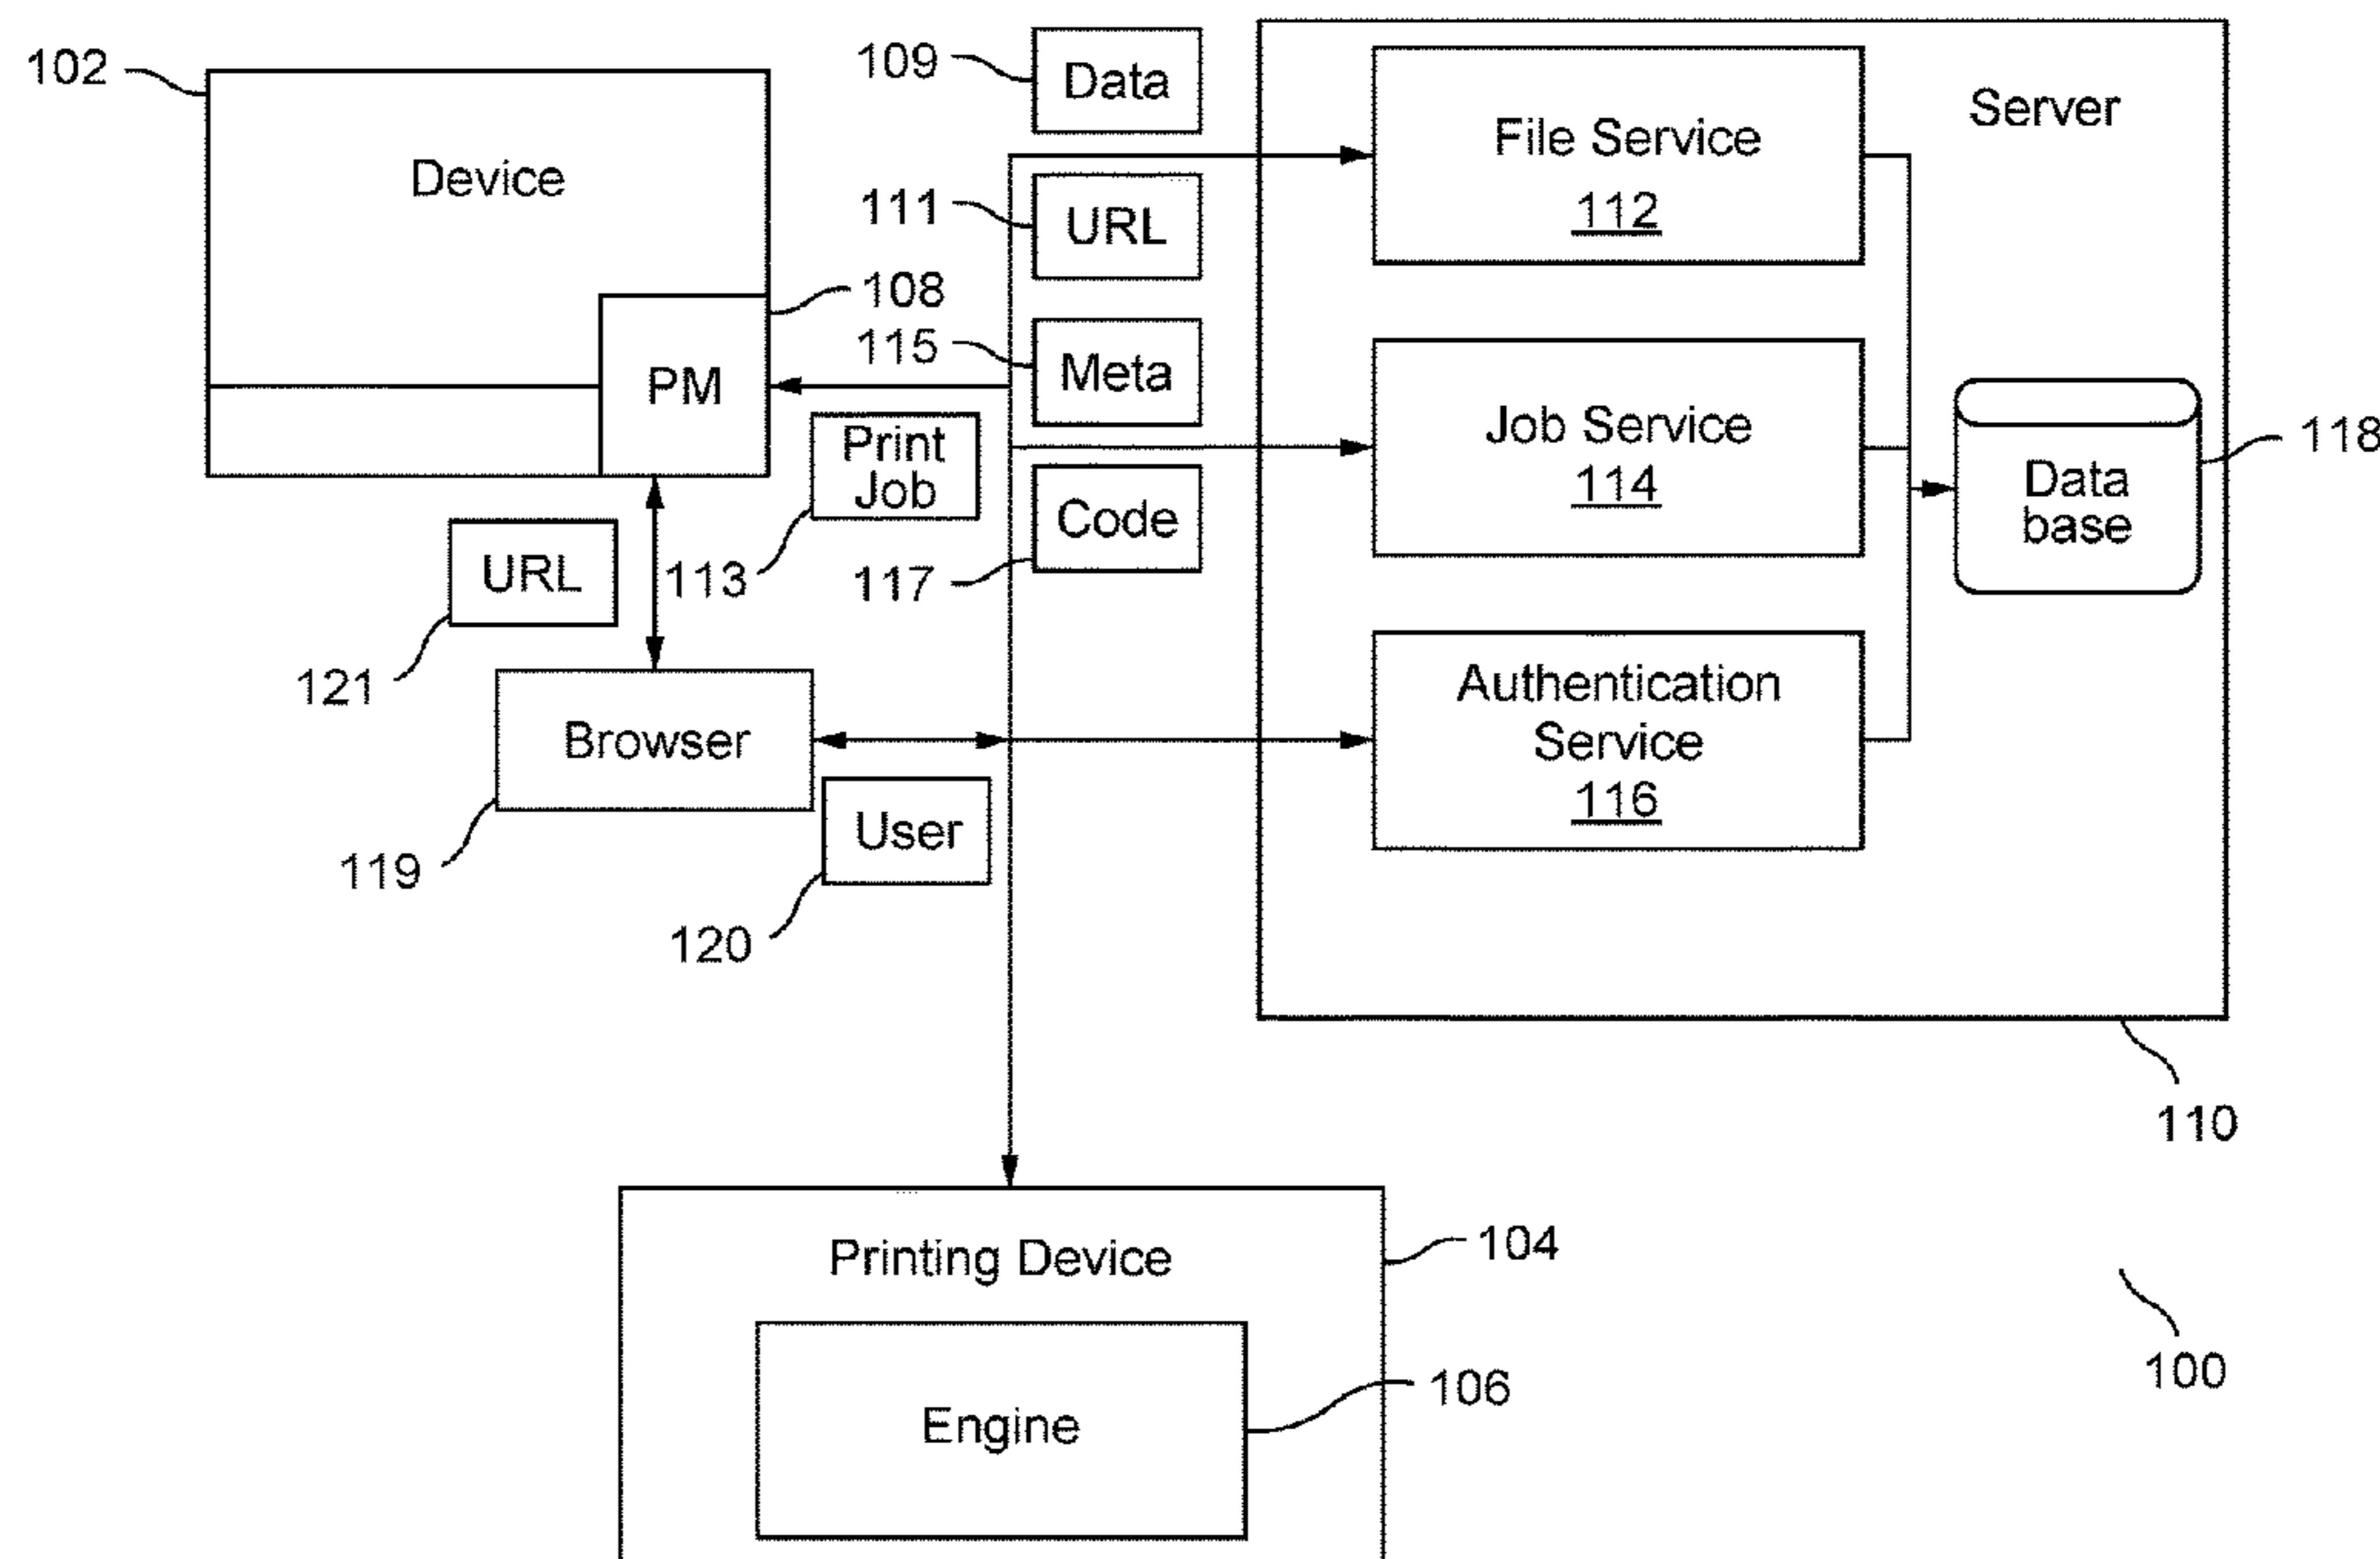 102
Device
108
PM
109
Data
111
URL
115
Meta
Print
Job
113
Code
117
URL
121
Browser
119
User
120
Server
File Service
112
Job Service
114
Authentication
Service
116
Data
base
118
110
Printing Device
104
Engine
106
100